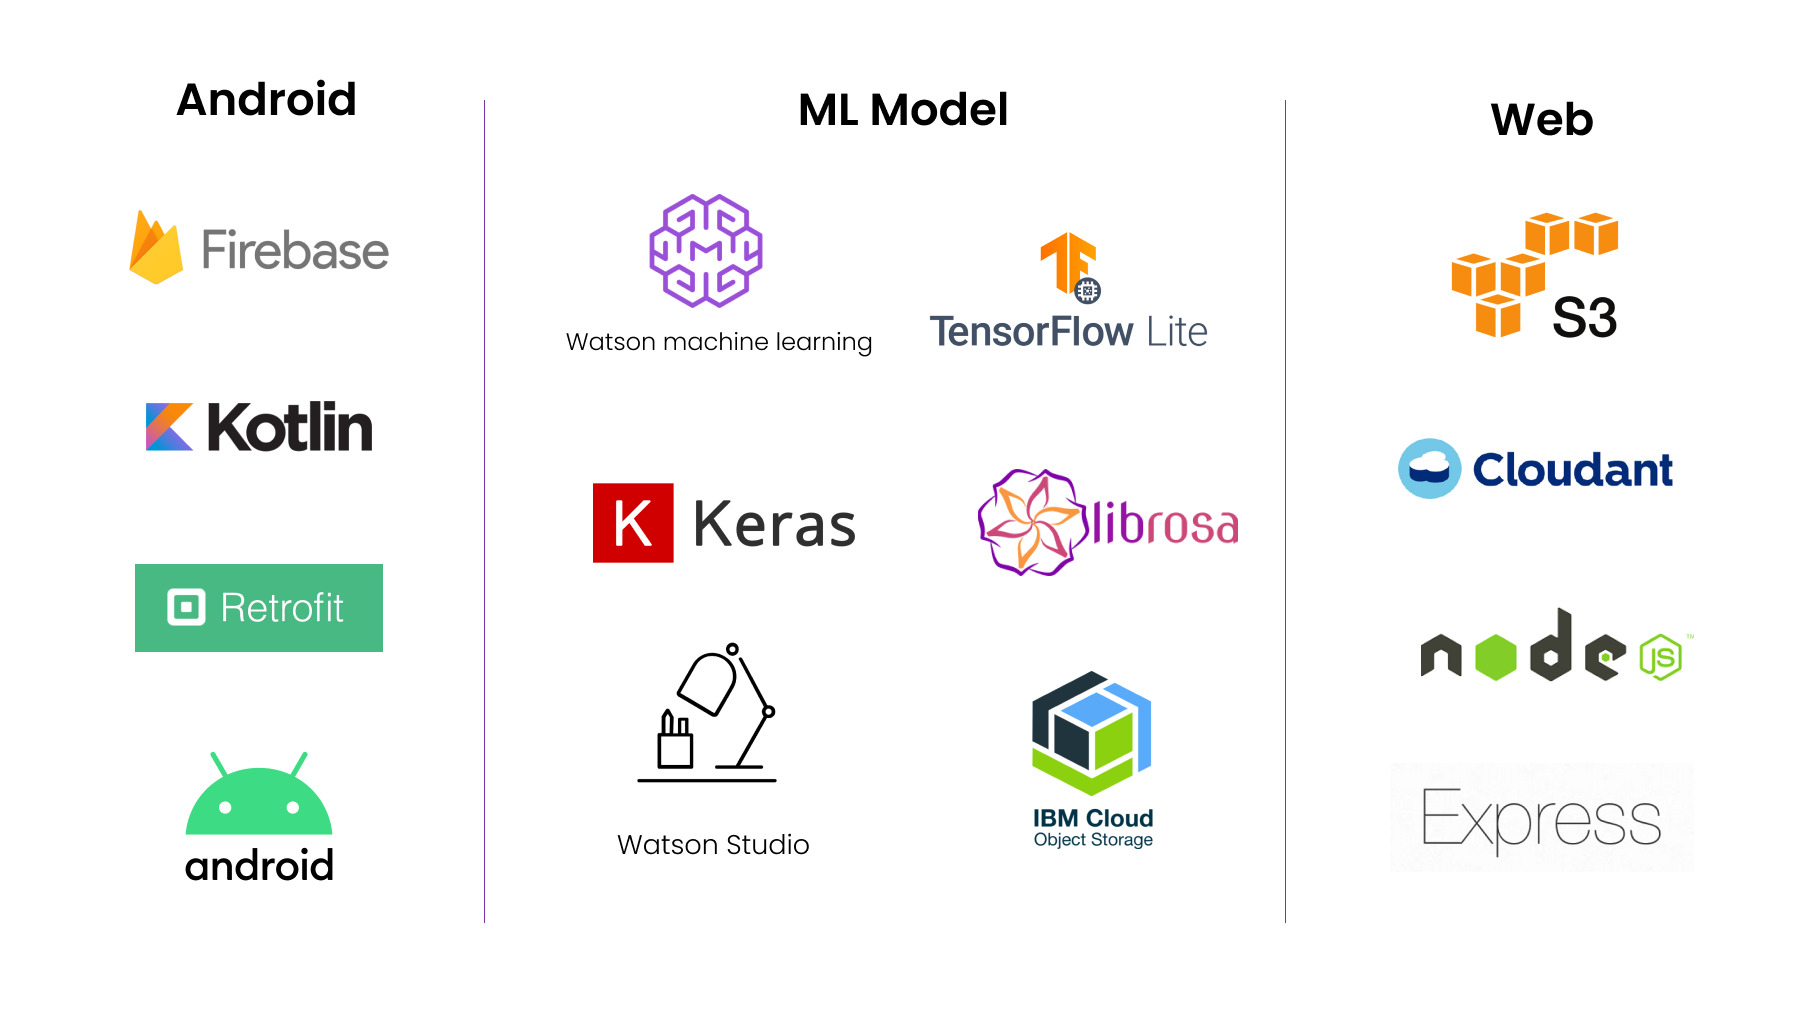 Android
Firebase
Kotlin
Retrofit
android
ML Model
M
Watson machine learning
TensorFlow Lite
K Keras
librosa
Watson Studio
IBM Cloud
Object Storage
Web
S3
Cloudant
node JS ™
Express